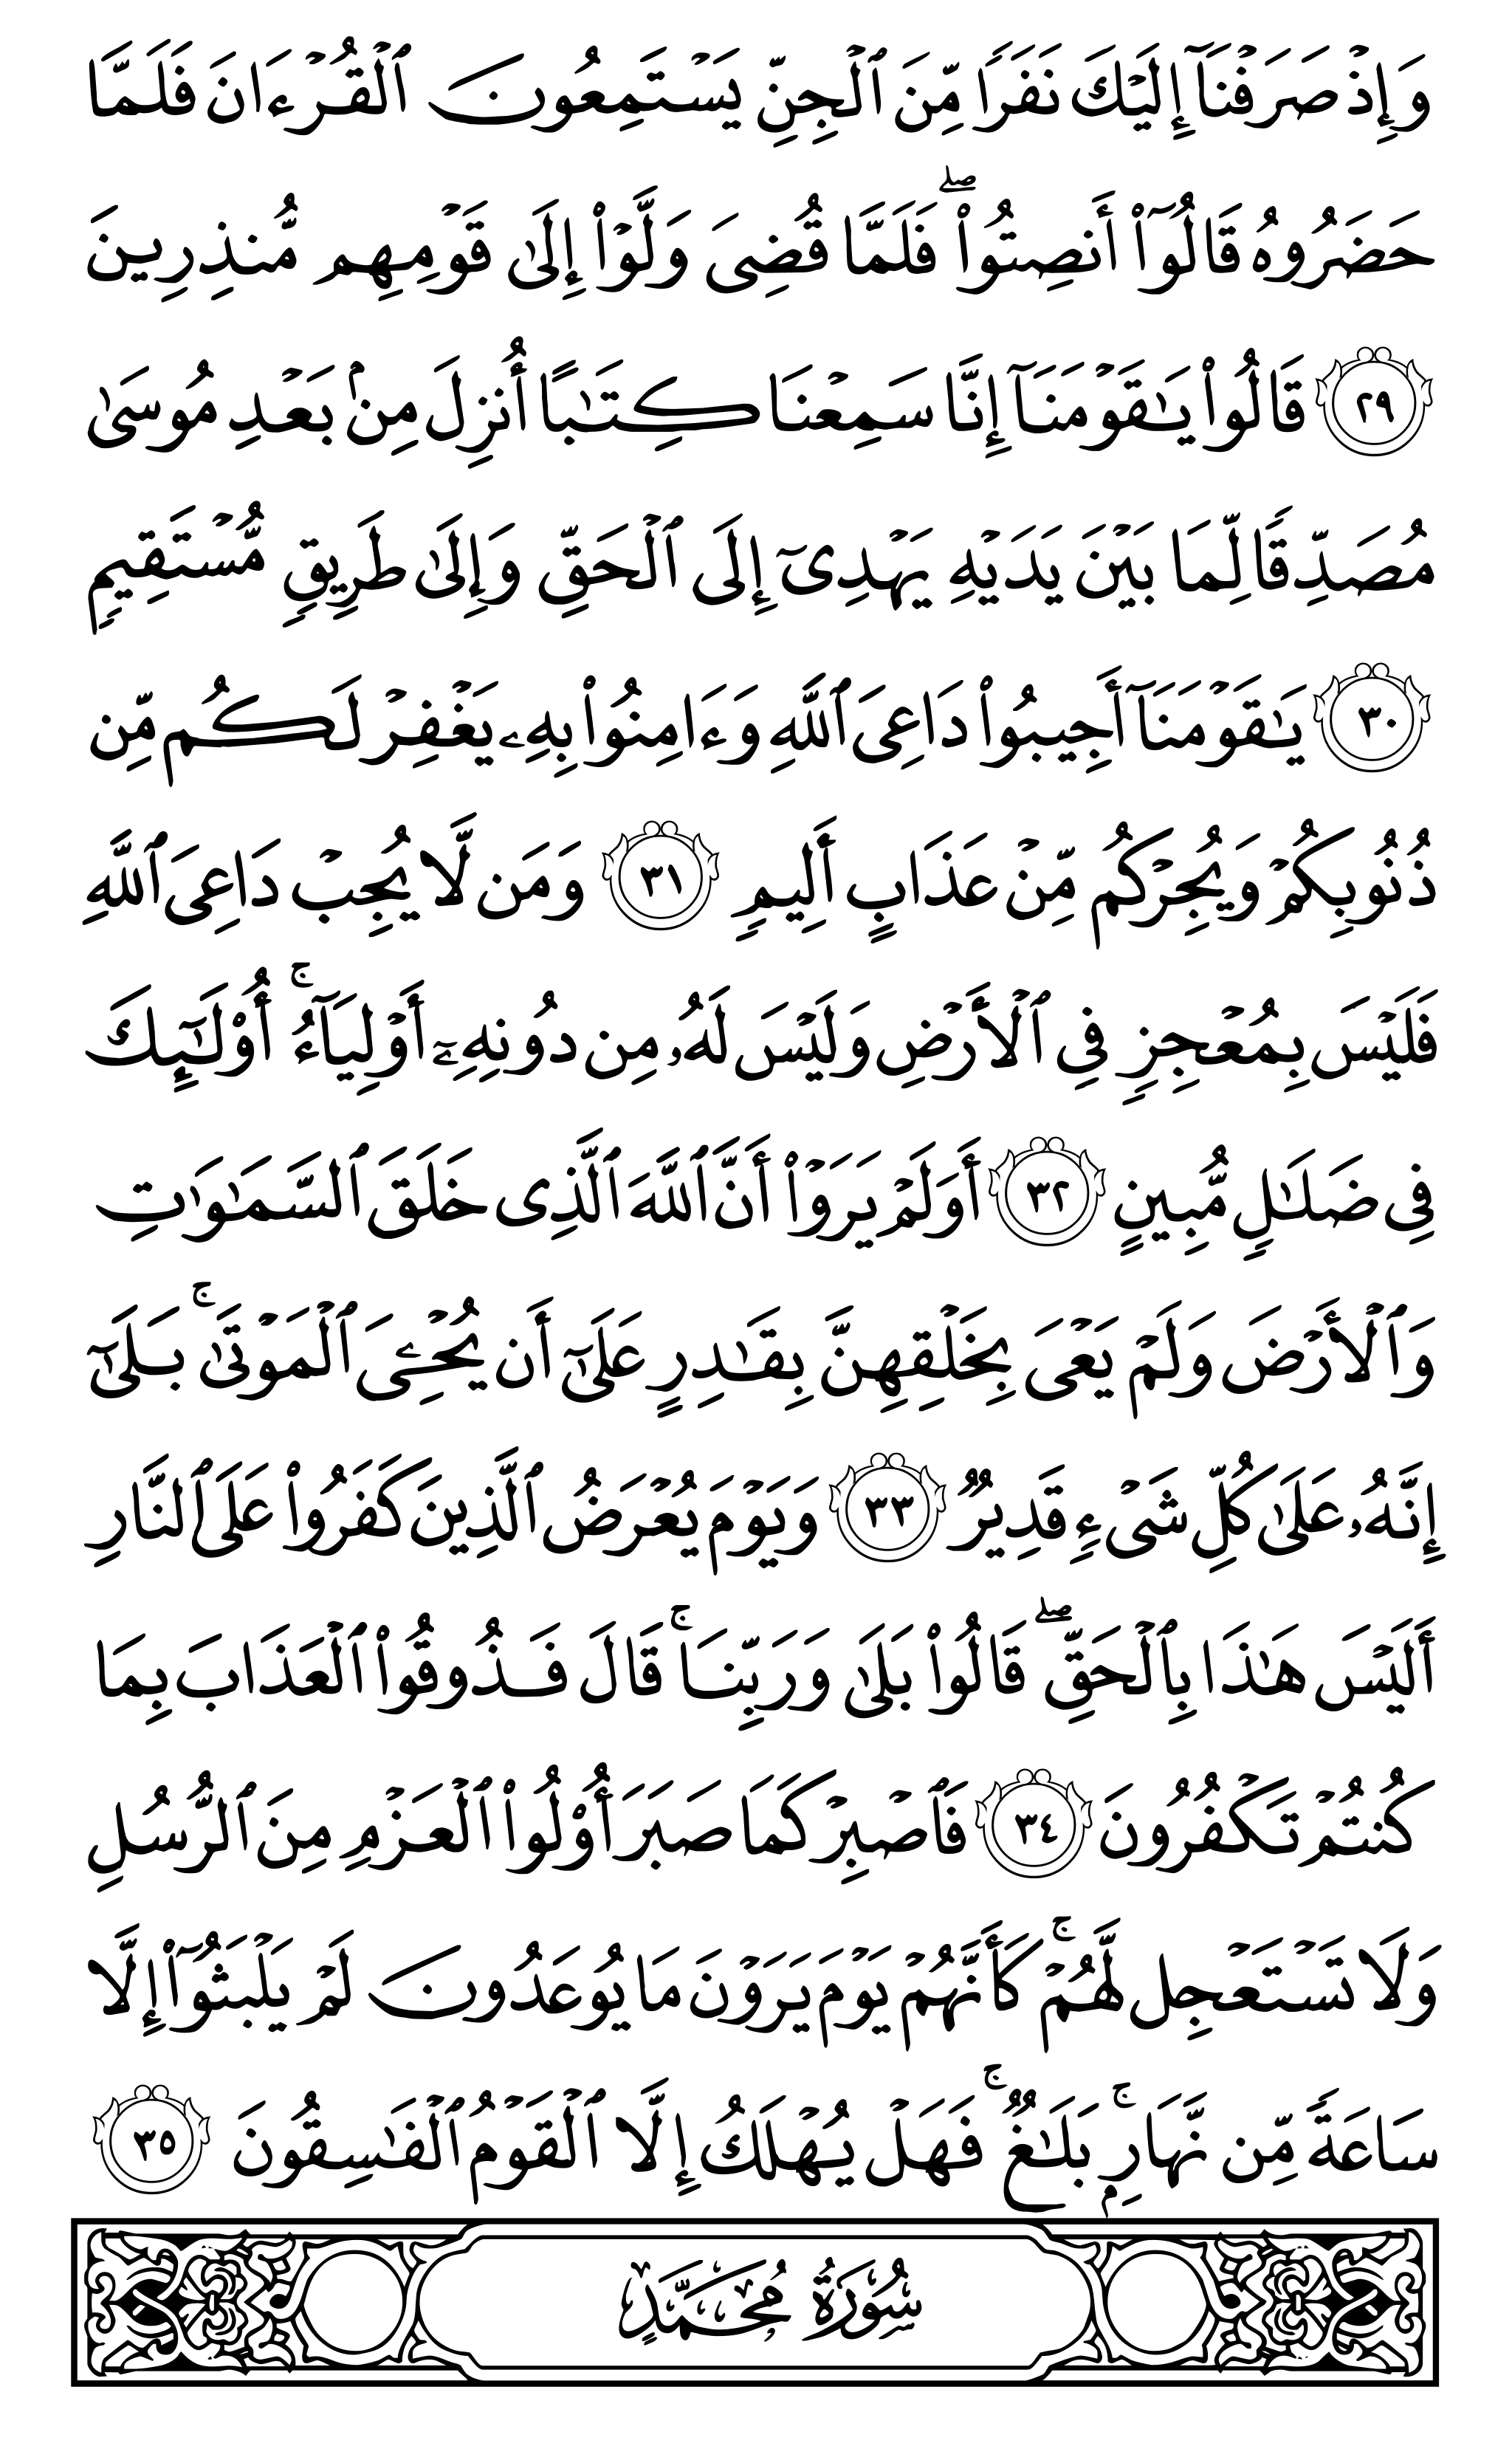 وَإِذْ صَرَفْنَآ إِلَيْكَ نَفَرًا مِّنَ ٱلْجِنِّ يَسْتَمِعُونَ ٱلْقُرْءَانَ فَلَمَّا
حَضَرُوهُ قَالُوٓا۟ أَنصِتُوا۟ ۖ فَلَمَّا قُضِىَ وَلَّوْا۟ إِلَىٰ قَوْمِهِم مُّنذِرِينَ
٢٩ قَالُوا۟ يَـٰقَوْمَنَآ إِنَّا سَمِعْنَا كِتَـٰبًا أُنزِلَ مِنۢ بَعْدِ مُوسَىٰ
مُصَدِّقًا لِّمَا بَيْنَ يَدَيْهِ يَهْدِىٓ إِلَى ٱلْحَقِّ وَإِلَىٰ طَرِيقٍ مُّسْتَقِيمٍ
٣٠ يَـٰقَوْمَنَآ أَجِيبُوا۟ دَاعِىَ ٱللَّهِ وَءَامِنُوا۟ بِهِۦ يَغْفِرْ لَكُم مِّن
ذُنُوبِكُمْ وَيُجِرْكُم مِّنْ عَذَابٍ أَلِيمٍ ٣١ وَمَن لَّا يُجِبْ دَاعِىَ ٱللَّهِ
فَلَيْسَ بِمُعْجِزٍ فِى ٱلْأَرْضِ وَلَيْسَ لَهُۥ مِن دُونِهِۦٓ أَوْلِيَآءُ ۚ أُو۟لَـٰٓئِكَ
فِى ضَلَـٰلٍ مُّبِينٍ ٣٢ أَوَلَمْ يَرَوْا۟ أَنَّ ٱللَّهَ ٱلَّذِى خَلَقَ ٱلسَّمَـٰوَٰتِ
وَٱلْأَرْضَ وَلَمْ يَعْىَ بِخَلْقِهِنَّ بِقَـٰدِرٍ عَلَىٰٓ أَن يُحْـِۧىَ ٱلْمَوْتَىٰ ۚ بَلَىٰٓ
إِنَّهُۥ عَلَىٰ كُلِّ شَىْءٍ قَدِيرٌ ٣٣ وَيَوْمَ يُعْرَضُ ٱلَّذِينَ كَفَرُوا۟ عَلَى ٱلنَّارِ
أَلَيْسَ هَـٰذَا بِٱلْحَقِّ ۖ قَالُوا۟ بَلَىٰ وَرَبِّنَا ۚ قَالَ فَذُوقُوا۟ ٱلْعَذَابَ بِمَا
كُنتُمْ تَكْفُرُونَ ٣٤ فَٱصْبِرْ كَمَا صَبَرَ أُو۟لُوا۟ ٱلْعَزْمِ مِنَ ٱلرُّسُلِ
وَلَا تَسْتَعْجِل لَّهُمْ ۚ كَأَنَّهُمْ يَوْمَ يَرَوْنَ مَا يُوعَدُونَ لَمْ يَلْبَثُوٓا۟ إِلَّا
سَاعَةً مِّن نَّهَارٍۭ ۚ بَلَـٰغٌ ۚ فَهَلْ يُهْلَكُ إِلَّا ٱلْقَوْمُ ٱلْفَـٰسِقُونَ ٣٥
سُورَةُ مُحَمَّدٍ